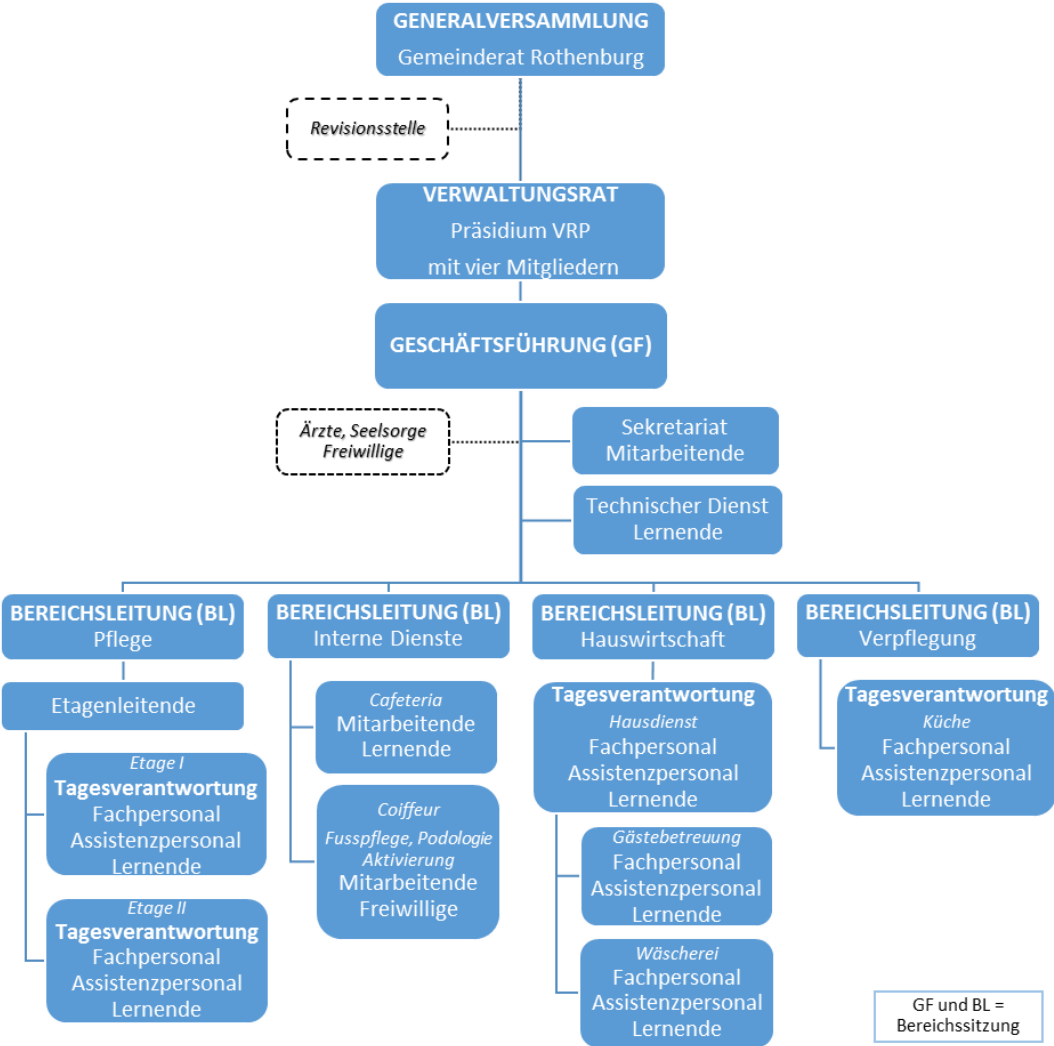 GENERALVERSAMMLUNG
Gemeinderat Rothenburg
Revisionsstelle
VERWALTUNGSRAT
Präsidium VRP
mit vier Mitgliedern
GESCHÄFTSFÜHRUNG (GF)
Ärzte, Seelsorge
Freiwillige
Sekretariat
Mitarbeitende
Technischer Dienst
Lernende
BEREICHSLEITUNG (BL)
Pflege
Etagenleitende
Etage I
Tagesverantwortung
Fachpersonal
Assistenzpersonal
Lernende
Etage II
Tagesverantwortung
Fachpersonal
Assistenzpersonal
Lernende
BEREICHSLEITUNG (BL)
Interne Dienste
Cafeteria
Mitarbeitende
Lernende
Coiffeur
Fusspflege, Podologie
Aktivierung
Mitarbeitende
Freiwillige
BEREICHSLEITUNG (BL)
Hauswirtschaft
Tagesverantwortung
Hausdienst
Fachpersonal
Assistenzpersonal
Lernende
Gästebetreuung
Fachpersonal
Assistenzpersonal
Lernende
Wäscherei
Fachpersonal
Assistenzpersonal
Lernende
BEREICHSLEITUNG (BL)
Verpflegung
Tagesverantwortung
Küche
Fachpersonal
Assistenzpersonal
Lernende
GF und BL =
Bereichssitzung